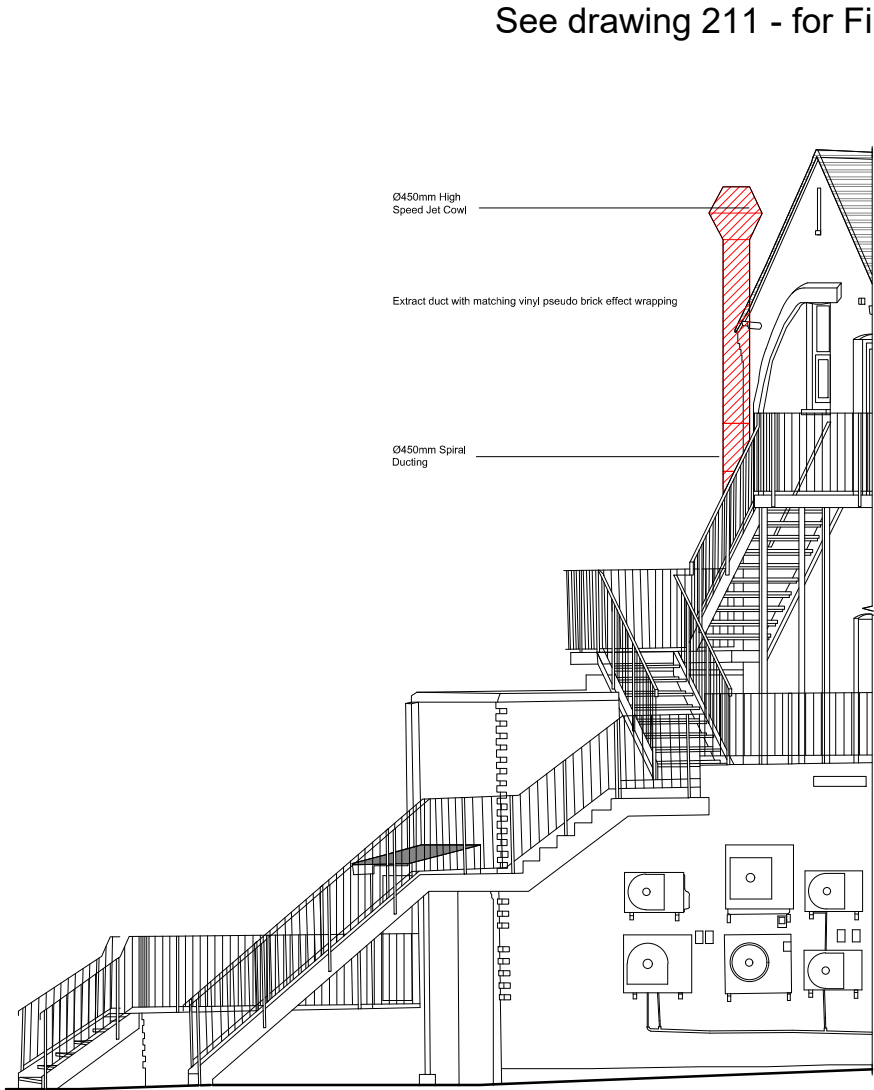 See drawing 211 - for Fi
Ø450mm High
Speed Jet Cowl
Extract duct with matching vinyl pseudo brick effect wrapping
Ø450mm Spiral
Ducting